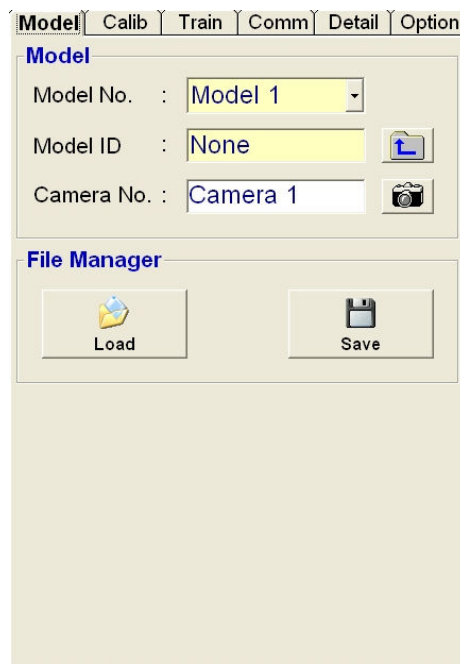 Model Calib Train Comm Detail Option
Model
Model No. : Model 1
Model ID : None
Camera No. : Camera 1
File Manager
Load Save